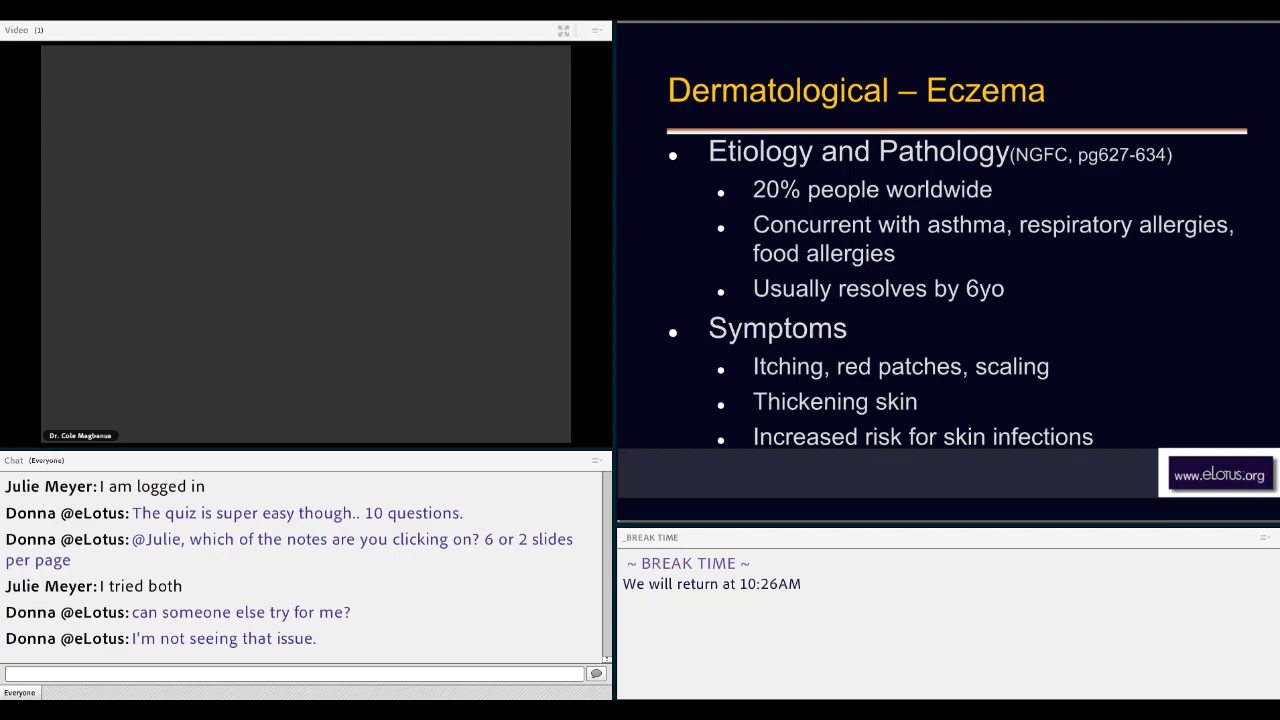 Video (1)
Dr. Cole Magbanua
Chat (Everyone)
Julie Meyer: I am logged in
Donna @eLotus: The quiz is super easy though.. 10 questions.
Donna @eLotus: @Julie, which of the notes are you clicking on? 6 or 2 slides
per page
Julie Meyer: I tried both
Donna @eLotus: can someone else try for me?
Donna @eLotus: I'm not seeing that issue.
Everyone
Dermatological – Eczema
• Etiology and Pathology(NGFC, pg627-634)
• 20% people worldwide
• Concurrent with asthma, respiratory allergies,
food allergies
• Usually resolves by 6yo
• Symptoms
• Itching, red patches, scaling
• Thickening skin
• Increased risk for skin infections
www.eLotus.org
_BREAK TIME
~ BREAK TIME ~
We will return at 10:26AM